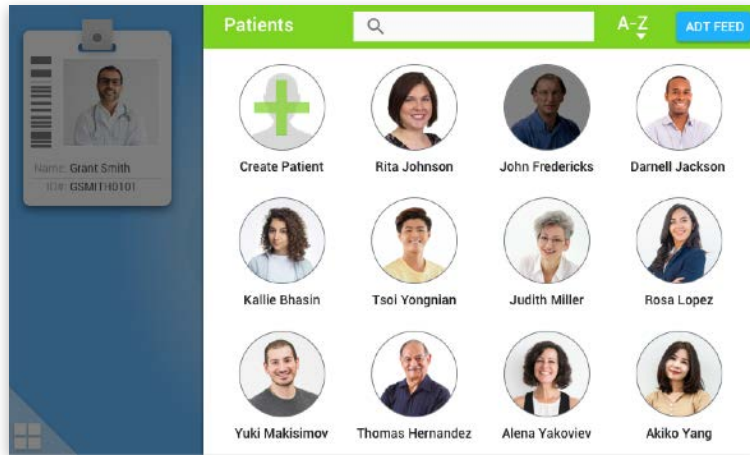 Patients
A-Z
ADT FEED
Name: Grant Smith
ID#: GSMITH0101
Create Patient
Rita Johnson
John Fredericks
Darnell Jackson
Kallie Bhasin
Tsoi Yongnian
Judith Miller
Rosa Lopez
Yuki Makisimov
Thomas Hernandez
Alena Yakoviev
Akiko Yang